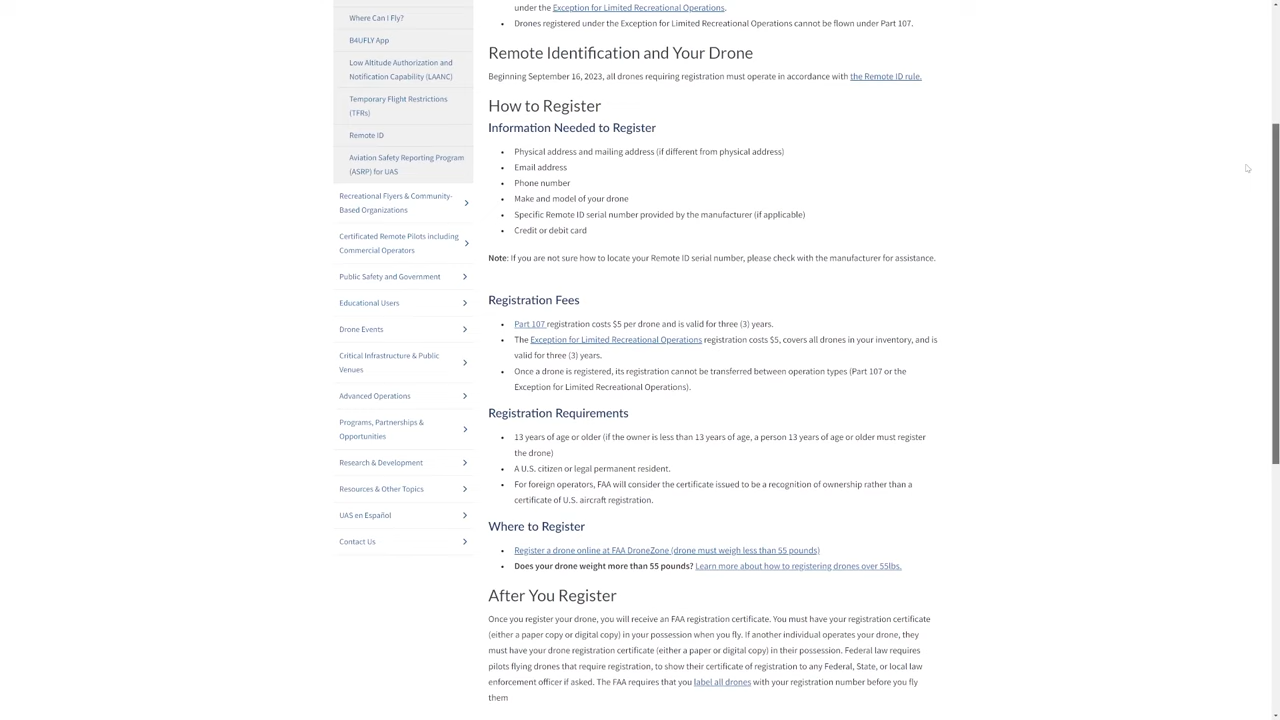 Where Can I Fly?
B4UFLY App
Low Altitude Authorization and
Notification Capability (LAANC)
Temporary Flight Restrictions
(TFRs)
Remote ID
Aviation Safety Reporting Program
(ASRP) for UAS
Recreational Flyers & Community-
Based Organizations
Certificated Remote Pilots including
Commercial Operators
Public Safety and Government
Educational Users
Drone Events
Critical Infrastructure & Public
Venues
Advanced Operations
Programs, Partnerships &
Opportunities
Research & Development
Resources & Other Topics
UAS en Español
Contact Us
under the Exception for Limited Recreational Operations.
• Drones registered under the Exception for Limited Recreational Operations cannot be flown under Part 107.
Remote Identification and Your Drone
Beginning September 16, 2023, all drones requiring registration must operate in accordance with the Remote ID rule.
How to Register
Information Needed to Register
• Physical address and mailing address (if different from physical address)
• Email address
• Phone number
• Make and model of your drone
• Specific Remote ID serial number provided by the manufacturer (if applicable)
• Credit or debit card
Note: If you are not sure how to locate your Remote ID serial number, please check with the manufacturer for assistance.
Registration Fees
• Part 107 registration costs $5 per drone and is valid for three (3) years.
• The Exception for Limited Recreational Operations registration costs $5, covers all drones in your inventory, and is
valid for three (3) years.
• Once a drone is registered, its registration cannot be transferred between operation types (Part 107 or the
Exception for Limited Recreational Operations).
Registration Requirements
• 13 years of age or older (if the owner is less than 13 years of age, a person 13 years of age or older must register
the drone)
• A U.S. citizen or legal permanent resident.
• For foreign operators, FAA will consider the certificate issued to be a recognition of ownership rather than a
certificate of U.S. aircraft registration.
Where to Register
• Register a drone online at FAA DroneZone (drone must weigh less than 55 pounds)
• Does your drone weight more than 55 pounds? Learn more about how to registering drones over 55lbs.
After You Register
Once you register your drone, you will receive an FAA registration certificate. You must have your registration certificate
(either a paper copy or digital copy) in your possession when you fly. If another individual operates your drone, they
must have your drone registration certificate (either a paper or digital copy) in their possession. Federal law requires
pilots flying drones that require registration, to show their certificate of registration to any Federal, State, or local law
enforcement officer if asked. The FAA requires that you label all drones with your registration number before you fly
them